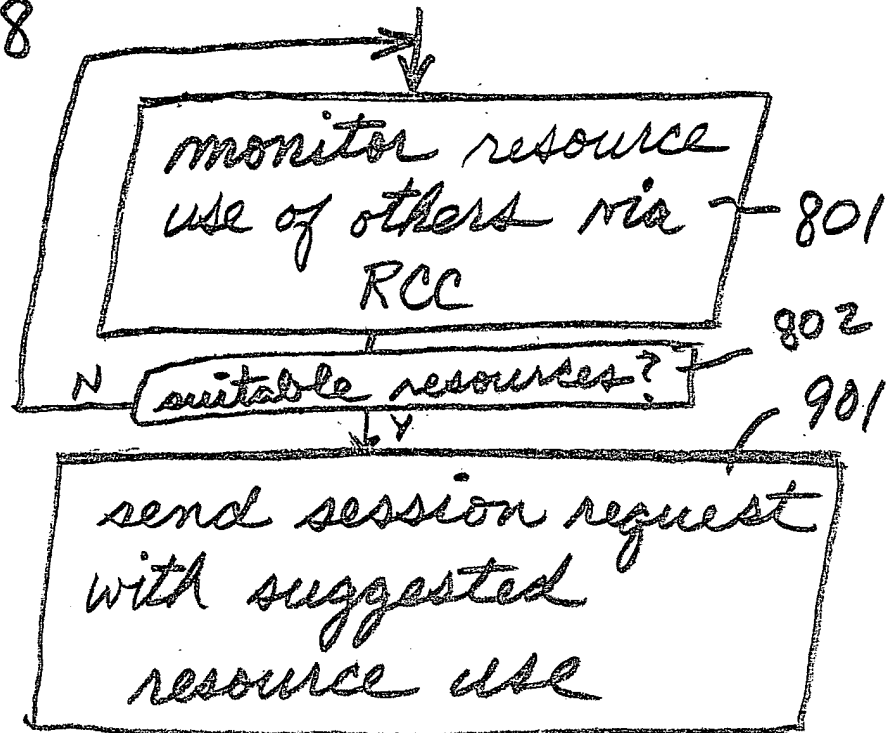 8
monitor resource
use of others via
RCC
801
802
N
suitable resources?
Y
901
send session request
with suggested
resource use